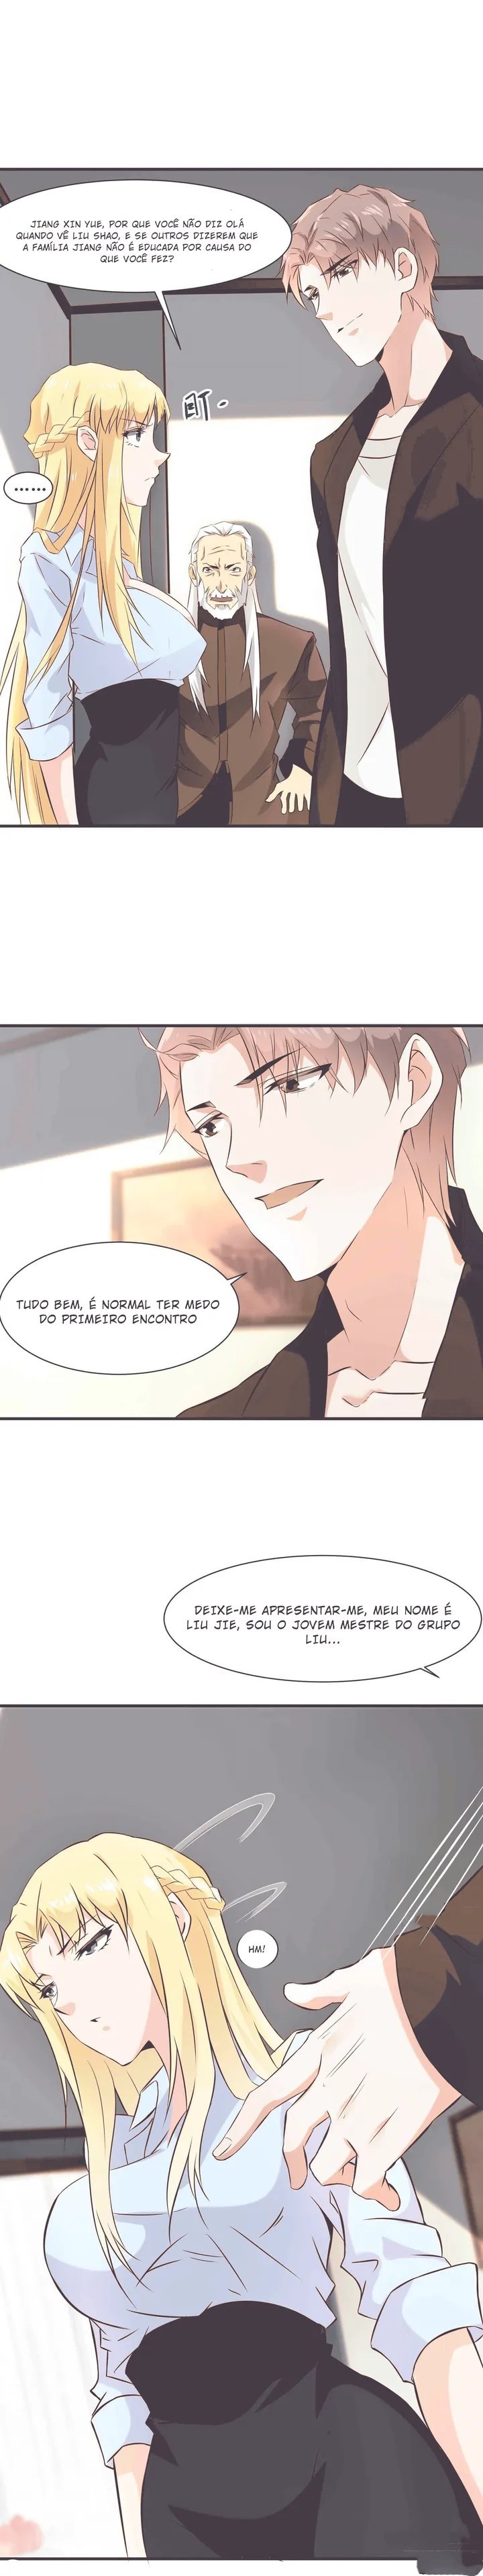 JIANG XIN YUE, POR QUE VOCÊ NÃO DIZ OLÁ
QUANDO VÊ LIU SHAO, E SE OUTROS DIZEREM QUE
A FAMÍLIA JIANG NÃO É EDUCADA POR CAUSA DO
QUE VOCÊ FEZ?
盯-
......
TUDO BEM, É NORMAL TER MEDO
DO PRIMEIRO ENCONTRO
DEIXE-ME APRESENTAR-ME, MEU NOME É
LIU JIE, SOU O JOVEM MESTRE DO GRUPO
LIU...
HM!